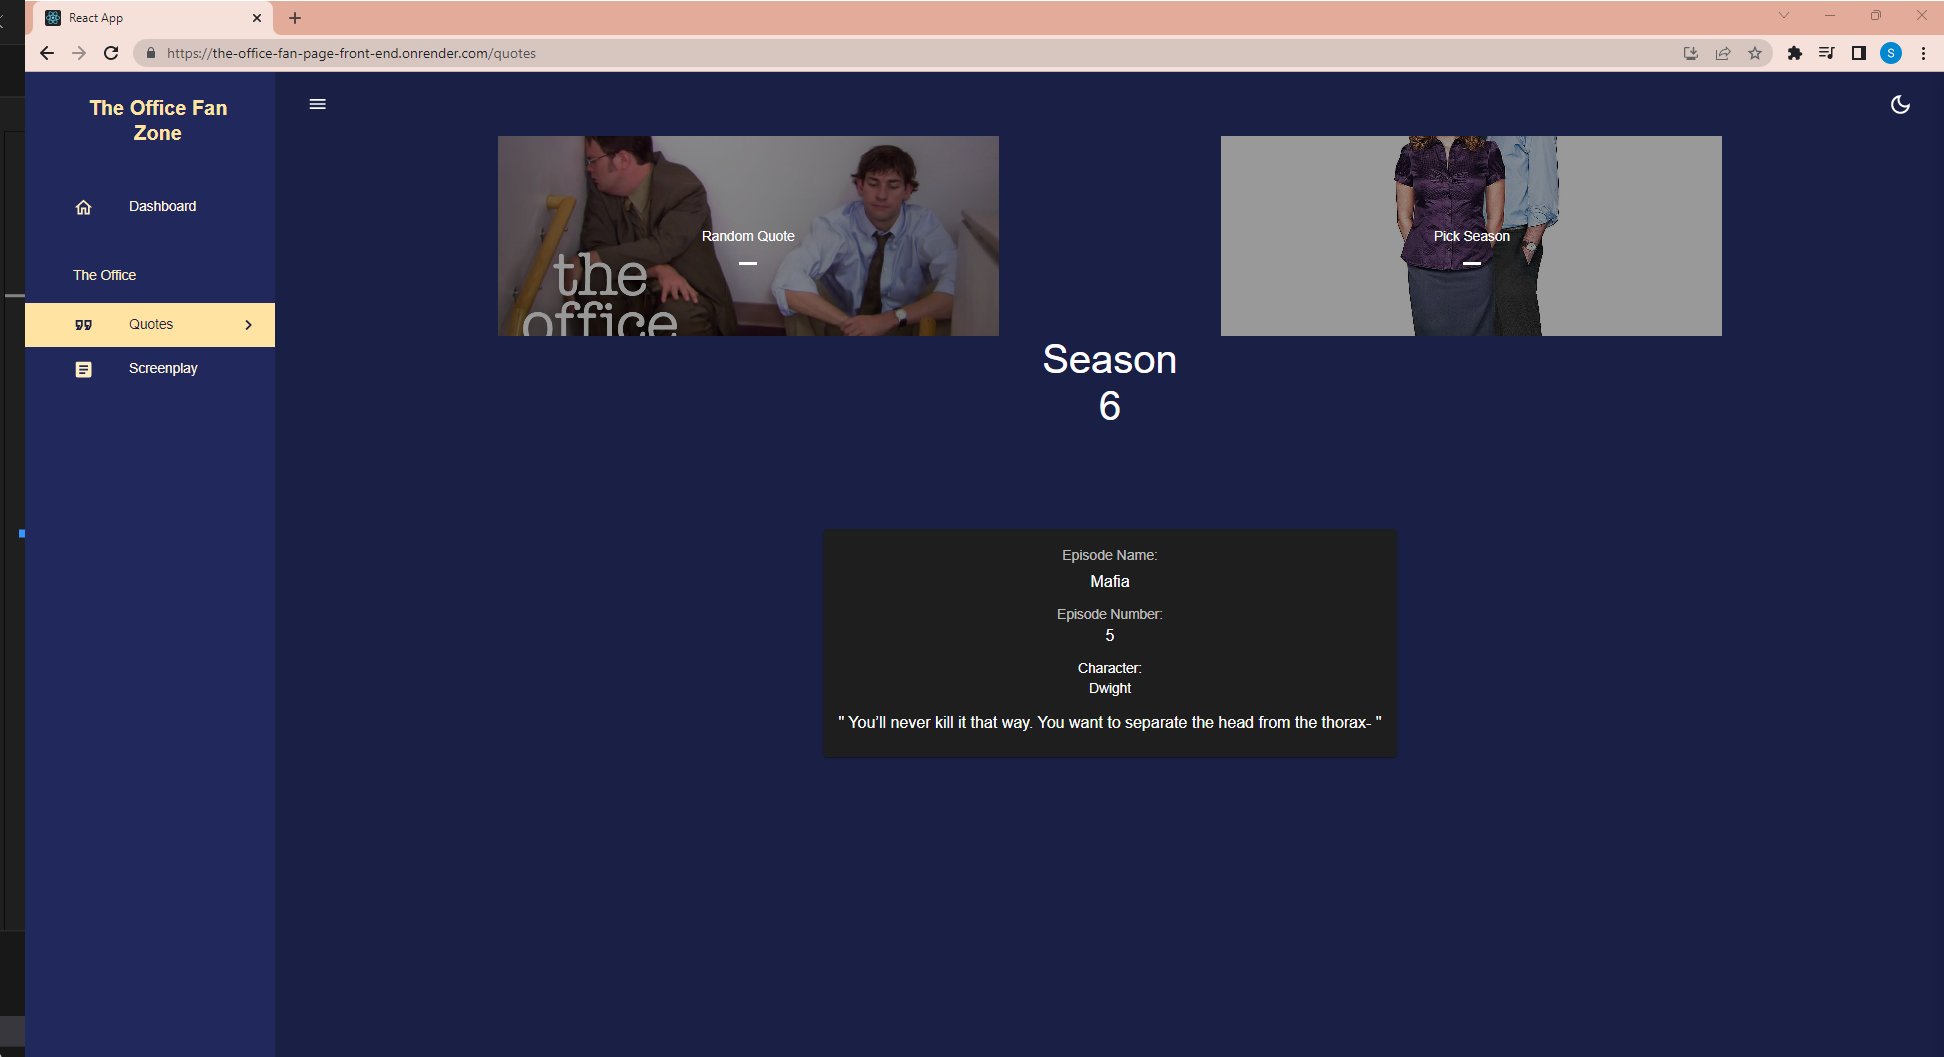 React App
https://the-office-fan-page-front-end.onrender.com/quotes
S
The Office Fan
Zone
Dashboard
The Office
Quotes
Screenplay
Random Quote
the
office
Pick Season
Season
6
Episode Name:
Mafia
Episode Number:
5
Character:
Dwight
" You’ll never kill it that way. You want to separate the head from the thorax- "